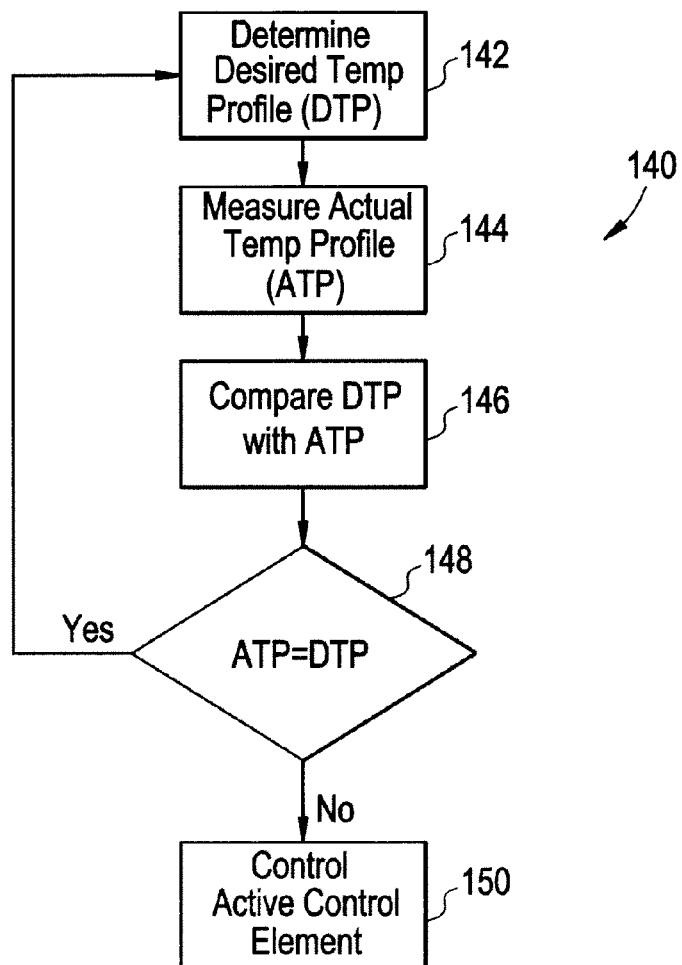 Determine
Desired Temp
Profile (DTP)
142
140
Measure Actual
Temp Profile
(ATP)
144
Compare DTP
with ATP
146
148
Yes
ATP=DTP
No
Control
Active Control
Element
150